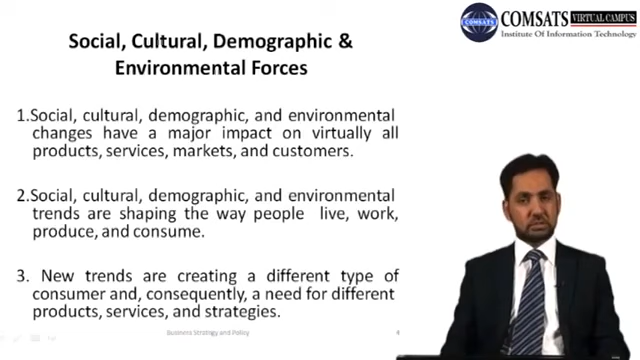 COMSATS VIRTUAL CAMPUS
COMSATS
Institute Of Information Technology
Social, Cultural, Demographic &
Environmental Forces
1.Social, cultural, demographic, and environmental
changes have a major impact on virtually all
products, services, markets, and customers.
2.Social, cultural, demographic, and environmental
trends are shaping the way people live, work,
produce, and consume.
3. New trends are creating a different type of
consumer and, consequently, a need for different
products, services, and strategies.
Business Strategy and Policy
4